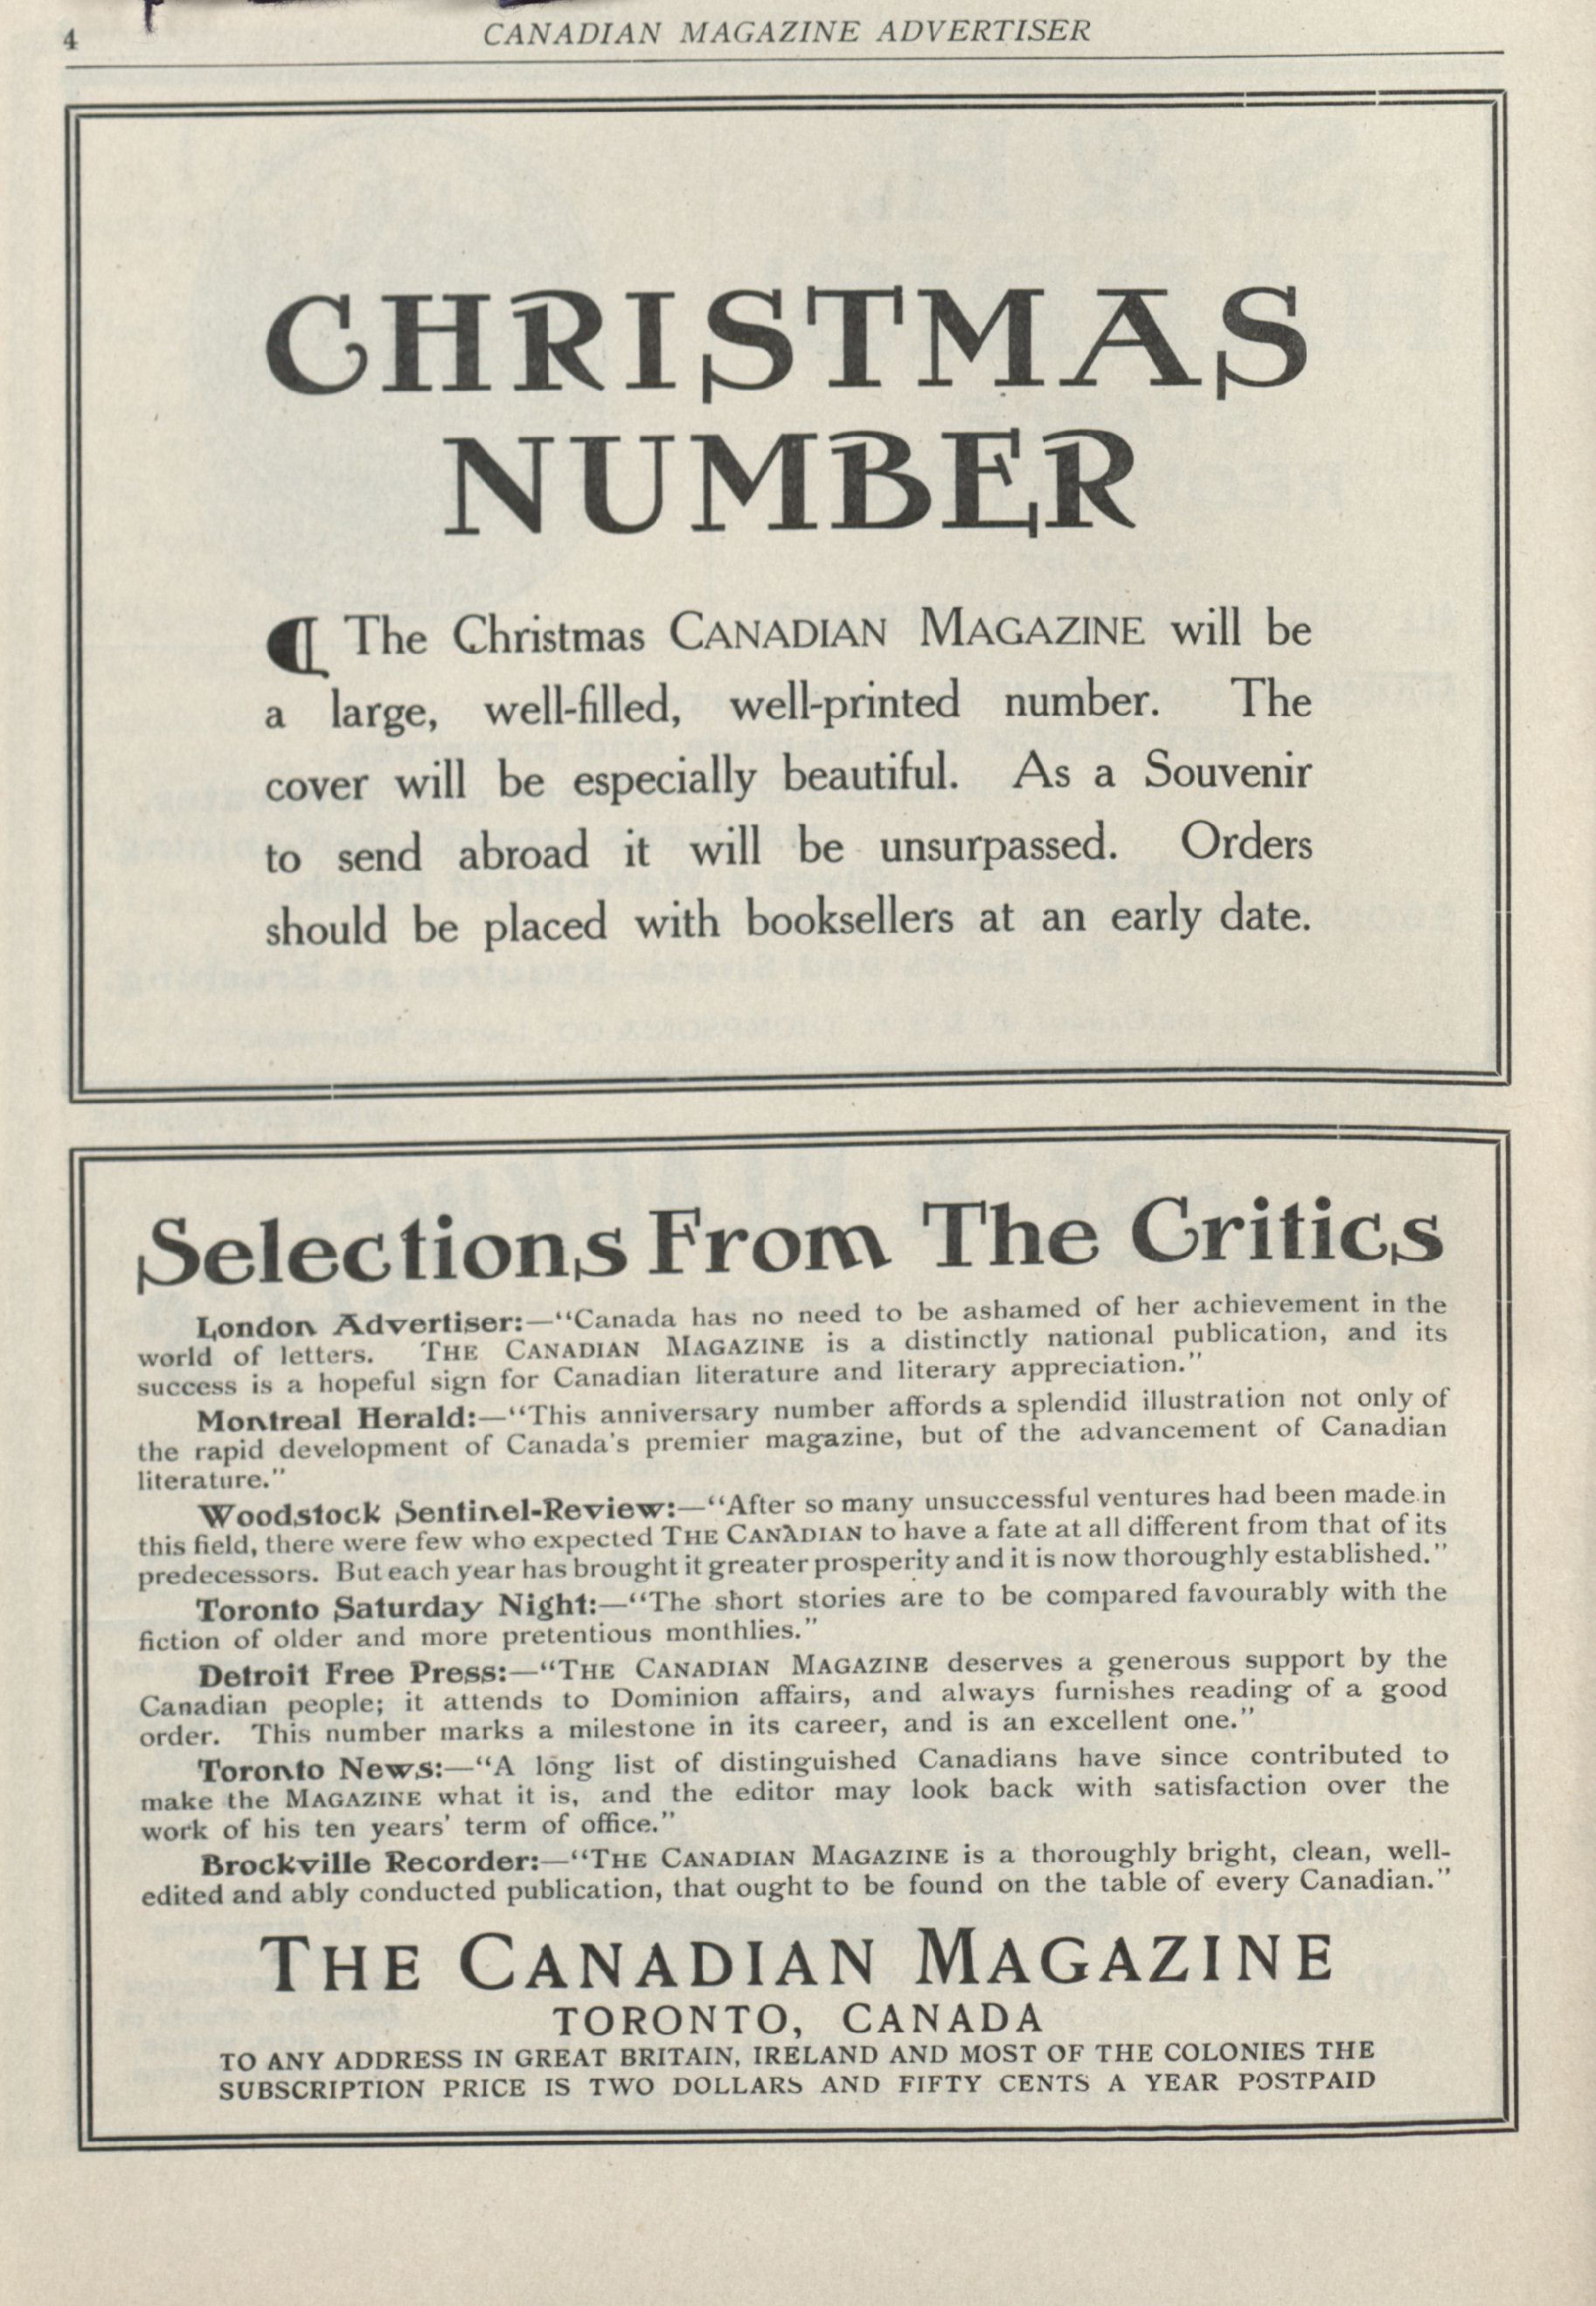 4
CANADIAN MAGAZINE ADVERTISER
CHRISTMAS
NUMBER
¶ The Christmas CANADIAN MAGAZINE will be
a large, well-filled, well-printed number. The
cover will be especially beautiful. As a Souvenir
to send abroad it will be unsurpassed. Orders
should be placed with booksellers at an early date.
Selections From The Critics
London Advertiser:—"Canada has no need to be ashamed of her achievement in the
world of letters. THE CANADIAN MAGAZINE is a distinctly national publication, and its
success is a hopeful sign for Canadian literature and literary appreciation."
Montreal Herald:—"This anniversary number affords a splendid illustration not only of
the rapid development of Canada's premier magazine, but of the advancement of Canadian
literature."
Woodstock Sentinel-Review:—"After so many unsuccessful ventures had been made in
this field, there were few who expected THE CANADIAN to have a fate at all different from that of its
predecessors. But each year has brought it greater prosperity and it is now thoroughly established."
Toronto Saturday Night:—"The short stories are to be compared favourably with the
fiction of older and more pretentious monthlies."
Detroit Free Press:—"THE CANADIAN MAGAZINE deserves a generous support by the
Canadian people; it attends to Dominion affairs, and always furnishes reading of a good
order. This number marks a milestone in its career, and is an excellent one."
Toronto News:—"A long list of distinguished Canadians have since contributed to
make the MAGAZINE what it is, and the editor may look back with satisfaction over the
work of his ten years' term of office."
Brockville Recorder:—"THE CANADIAN MAGAZINE is a thoroughly bright, clean, well-
edited and ably conducted publication, that ought to be found on the table of every Canadian."
THE CANADIAN MAGAZINE
TORONTO, CANADA
TO ANY ADDRESS IN GREAT BRITAIN, IRELAND AND MOST OF THE COLONIES THE
SUBSCRIPTION PRICE IS TWO DOLLARS AND FIFTY CENTS A YEAR POSTPAID